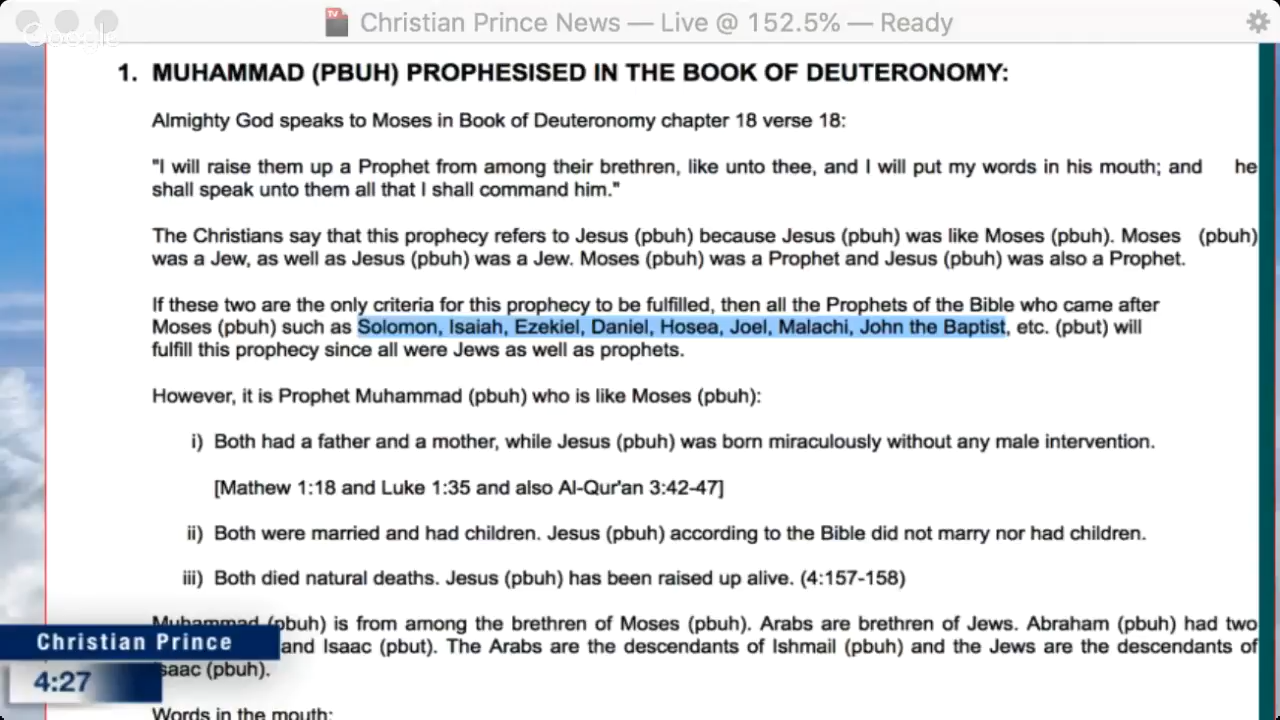 Christian Prince News — Live @ 152.5% — Ready
Google
1. MUHAMMAD (PBUH) PROPHESISED IN THE BOOK OF DEUTERONOMY:
Almighty God speaks to Moses in Book of Deuteronomy chapter 18 verse 18:
"I will raise them up a Prophet from among their brethren, like unto thee, and I will put my words in his mouth; and he
shall speak unto them all that I shall command him."
The Christians say that this prophecy refers to Jesus (pbuh) because Jesus (pbuh) was like Moses (pbuh). Moses (pbuh)
was a Jew, as well as Jesus (pbuh) was a Jew. Moses (pbuh) was a Prophet and Jesus (pbuh) was also a Prophet.
If these two are the only criteria for this prophecy to be fulfilled, then all the Prophets of the Bible who came after
Moses (pbuh) such as Solomon, Isaiah, Ezekiel, Daniel, Hosea, Joel, Malachi, John the Baptist, etc. (pbut) will
fulfill this prophecy since all were Jews as well as prophets.
However, it is Prophet Muhammad (pbuh) who is like Moses (pbuh):
i) Both had a father and a mother, while Jesus (pbuh) was born miraculously without any male intervention.
[Mathew 1:18 and Luke 1:35 and also Al-Qur'an 3:42-47]
ii) Both were married and had children. Jesus (pbuh) according to the Bible did not marry nor had children.
iii) Both died natural deaths. Jesus (pbuh) has been raised up alive. (4:157-158)
Muhammad (pbuh) is from among the brethren of Moses (pbuh). Arabs are brethren of Jews. Abraham (pbuh) had two
and Isaac (pbut). The Arabs are the descendants of Ishmail (pbuh) and the Jews are the descendants of
Isaac (pbuh).
Words in the mouth:
Christian Prince
4:27